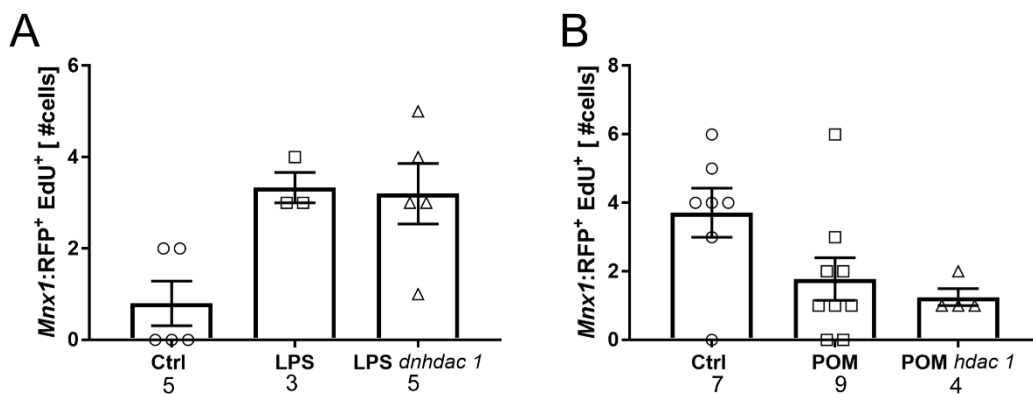 A
Mnx1:RFP+ EdU+ [ #cells]
6
4
2
0
Ctrl LPS LPS dnhdac 1
5 3 5
B
Mnx1:RFP+ EdU+ [ #cells]
8
6
4
2
0
Ctrl POM POM hdac 1
7 9 4